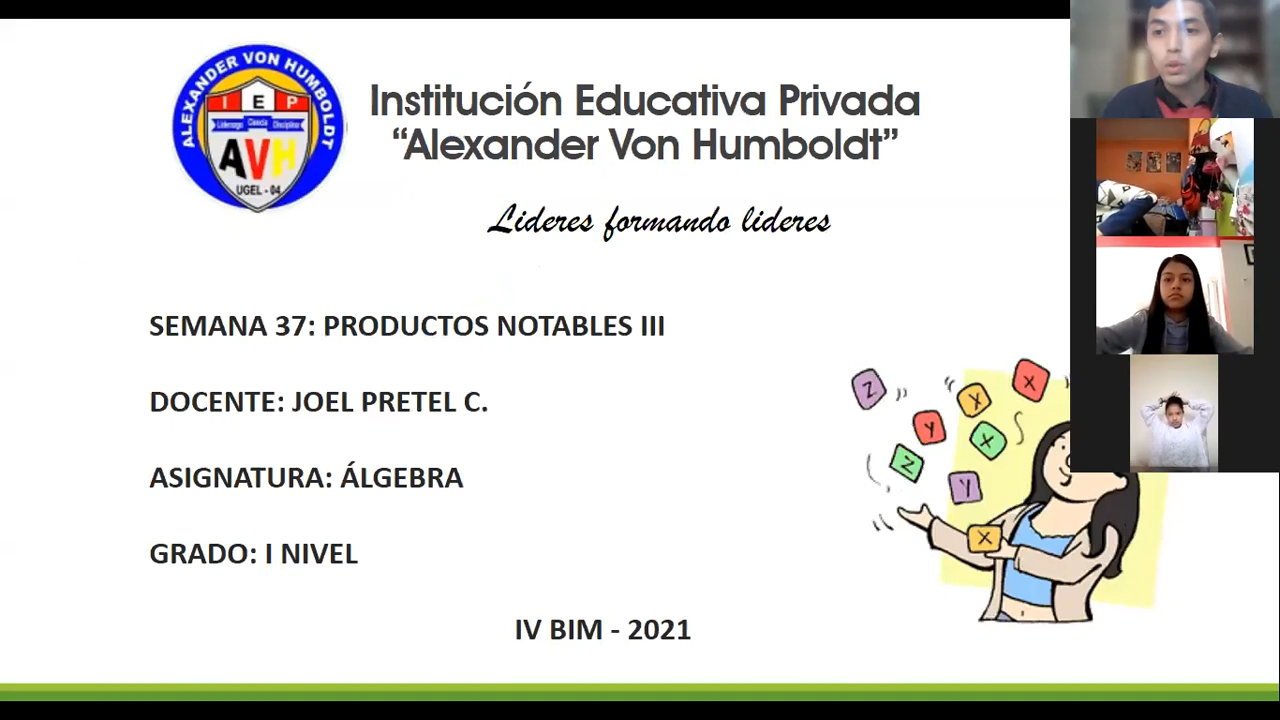 ALEXANDER VON HUMBOLDT
I E P
Liderazgo Ciencia Disciplina
AVH
UGEL - 04
Institución Educativa Privada
“Alexander Von Humboldt”
Lideres formando lideres
SEMANA 37: PRODUCTOS NOTABLES III
DOCENTE: JOEL PRETEL C.
ASIGNATURA: ÁLGEBRA
GRADO: I NIVEL
IV BIM - 2021
Z
Y
X
Y
X
Z
Y
X